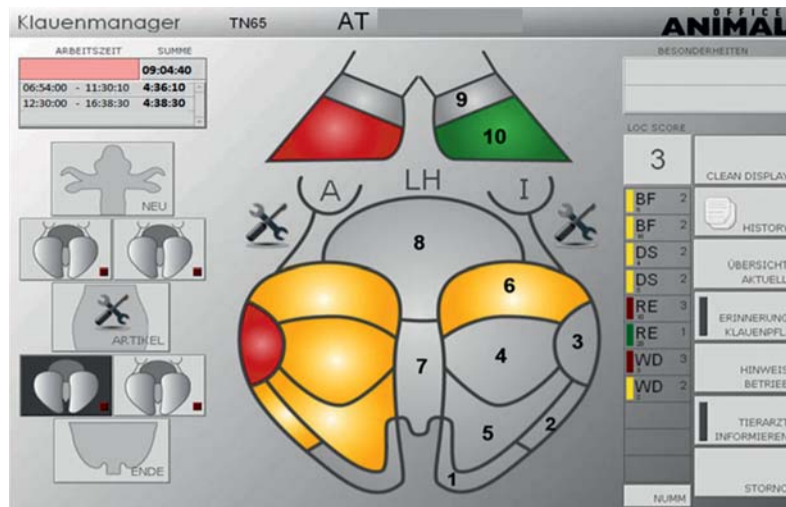 Klauenmanager TN65 AT
OFFICE
ANIMAL
ARBEITSZEIT SUMME
09:04:40
06:54:00 - 11:30:10 4:36:10
12:30:00 - 16:38:30 4:38:30
NEU
ARTIKEL
ENDE
A LH I
9
10
8
6
7
4
3
5
2
1
BESONDERHEITEN
LOC SCORE
3
BF 2
BF 2
DS 2
DS 2
RE 3
RE 1
WD 3
WD 2
NUMM
CLEAN DISPLAY
HISTORY
ÜBERSICHT
AKTUELL
ERINNERUNG
KLAUENPFL
HINWEIS
BETRIEB
TIERARZT
INFORMIEREN
STORNO